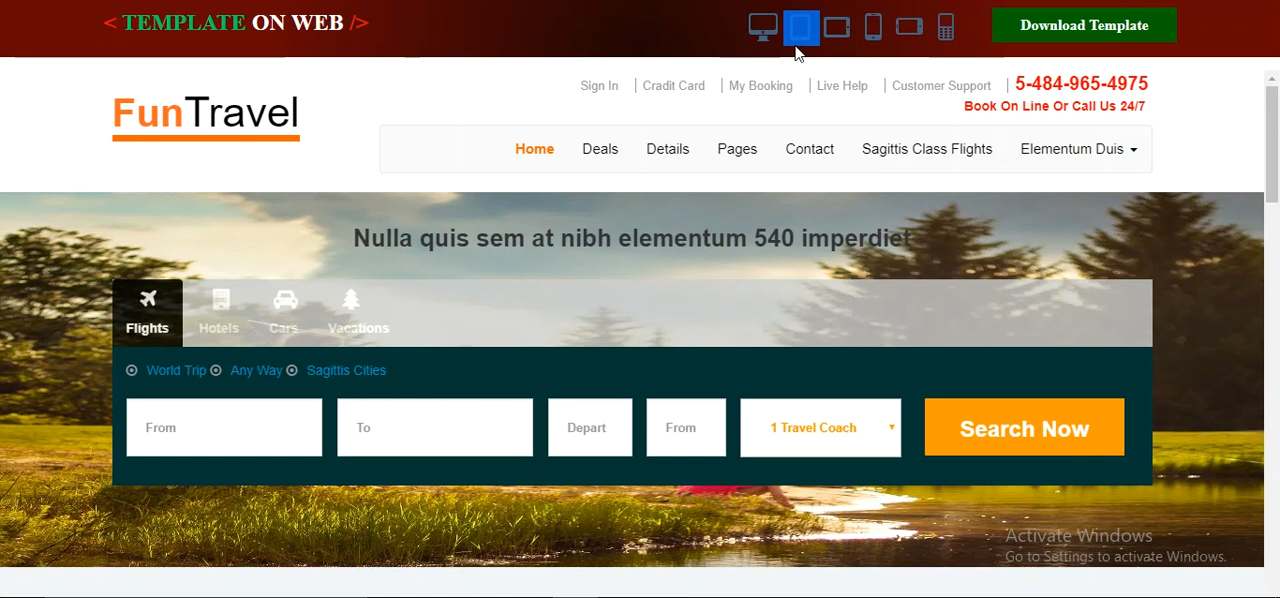 < TEMPLATE ON WEB />
Download Template
Sign In | Cradit Card | My Booking | Live Help | Customer Support | 5-484-965-4975
Book On Line Or Call Us 24/7
FunTravel
Home Deals Details Pages Contact Sagittis Class Flights Elementum Duis
Nulla quis sem at nibh elementum 540 imperdiet
Flights Hotels Cars Vacations
World Trip Any Way Sagittis Cities
From To Depart From 1 Travel Coach Search Now
Activate Windows
Go to Settings to activate Windows.